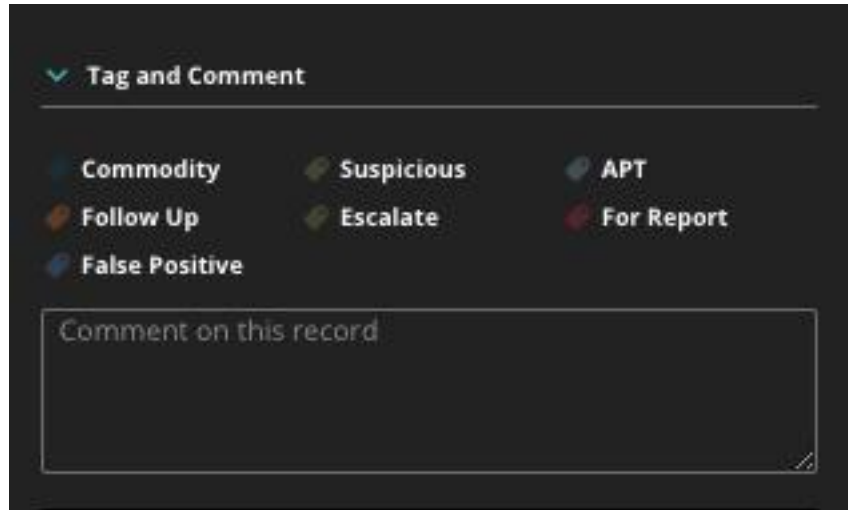 Tag and Comment
Commodity Suspicious APT
Follow Up Escalate For Report
False Positive
Comment on this record